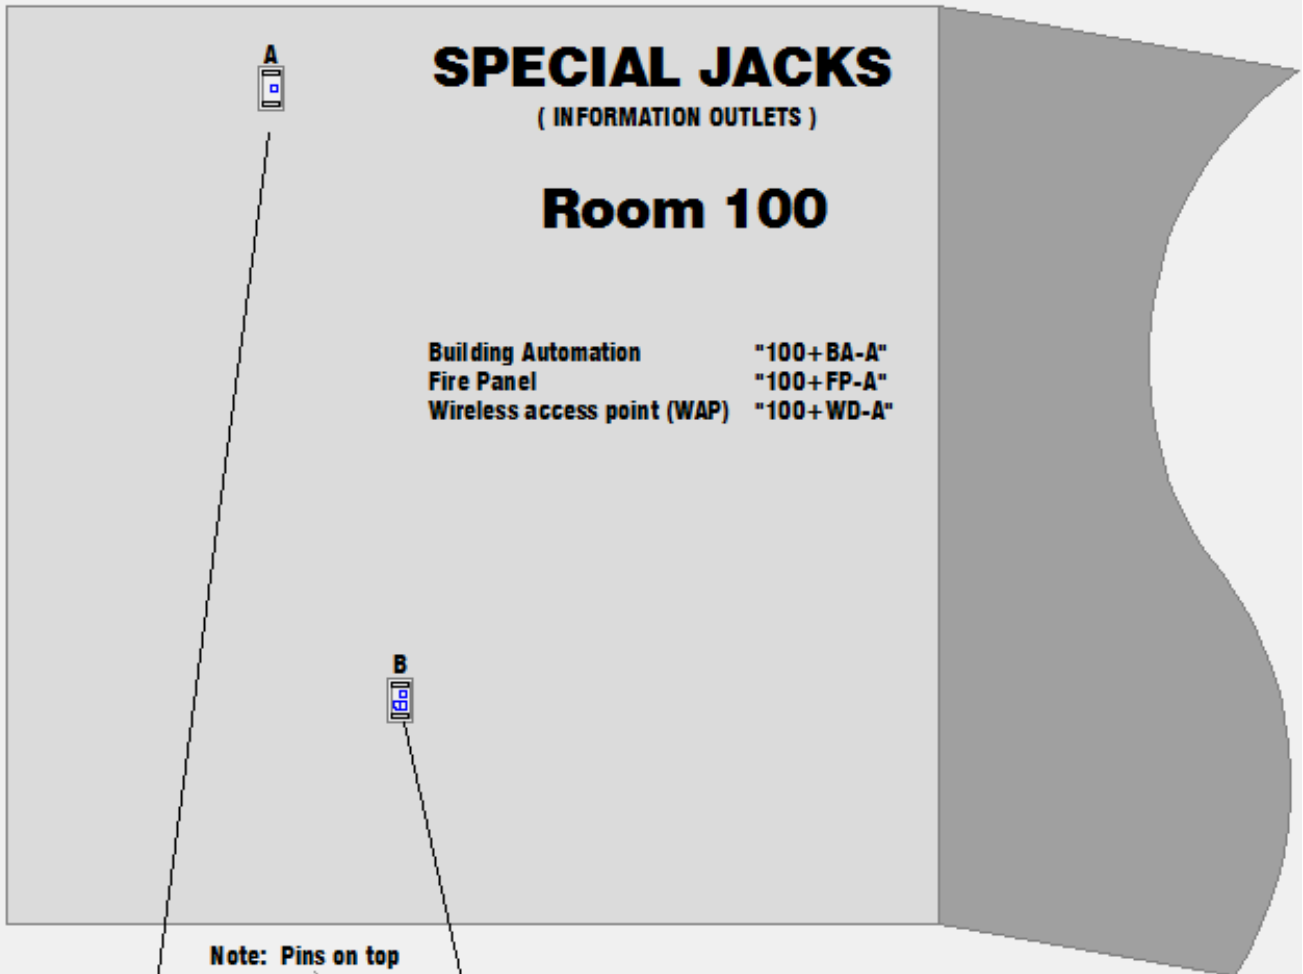 A
SPECIAL JACKS
( INFORMATION OUTLETS )
Room 100
Building Automation "100+BA-A"
Fire Panel "100+FP-A"
Wireless access point (WAP) "100+WD-A"
B
Note: Pins on top